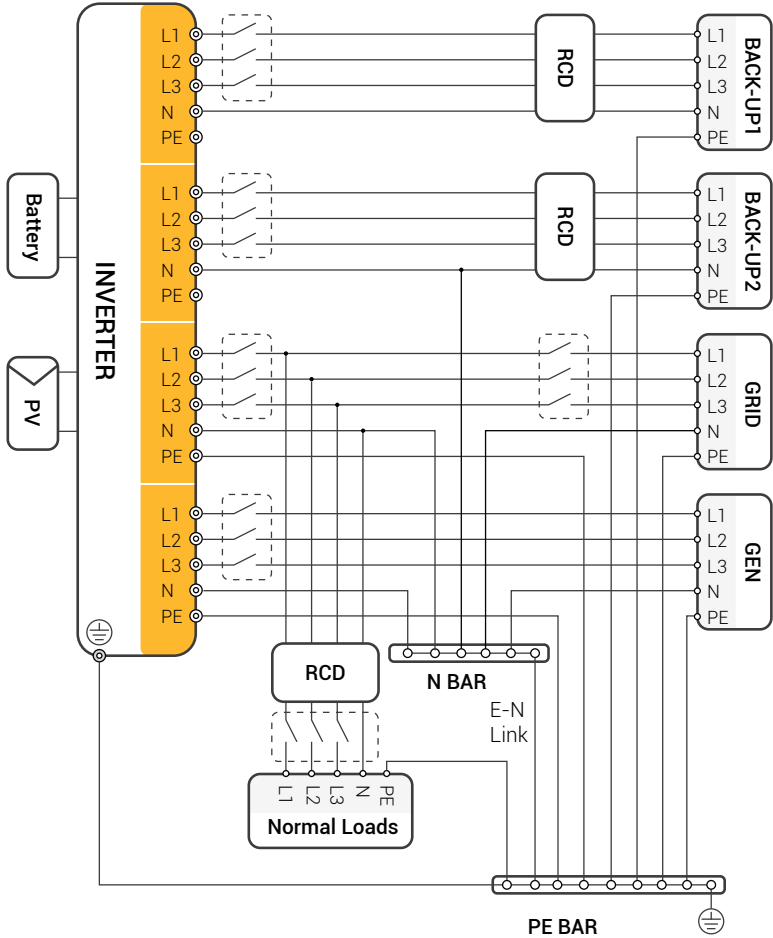 L1
L2
L3
N
PE
RCD
L1
L2
L3
N
PE
BACK-UP1
L1
L2
L3
N
PE
RCD
L1
L2
L3
N
PE
BACK-UP2
Battery
INVERTER
PV
L1
L2
L3
N
PE
L1
L2
L3
N
PE
GRID
L1
L2
L3
N
PE
L1
L2
L3
N
PE
GEN
RCD
N BAR
E-N
Link
L1
L2
L3
N
PE
Normal Loads
PE BAR